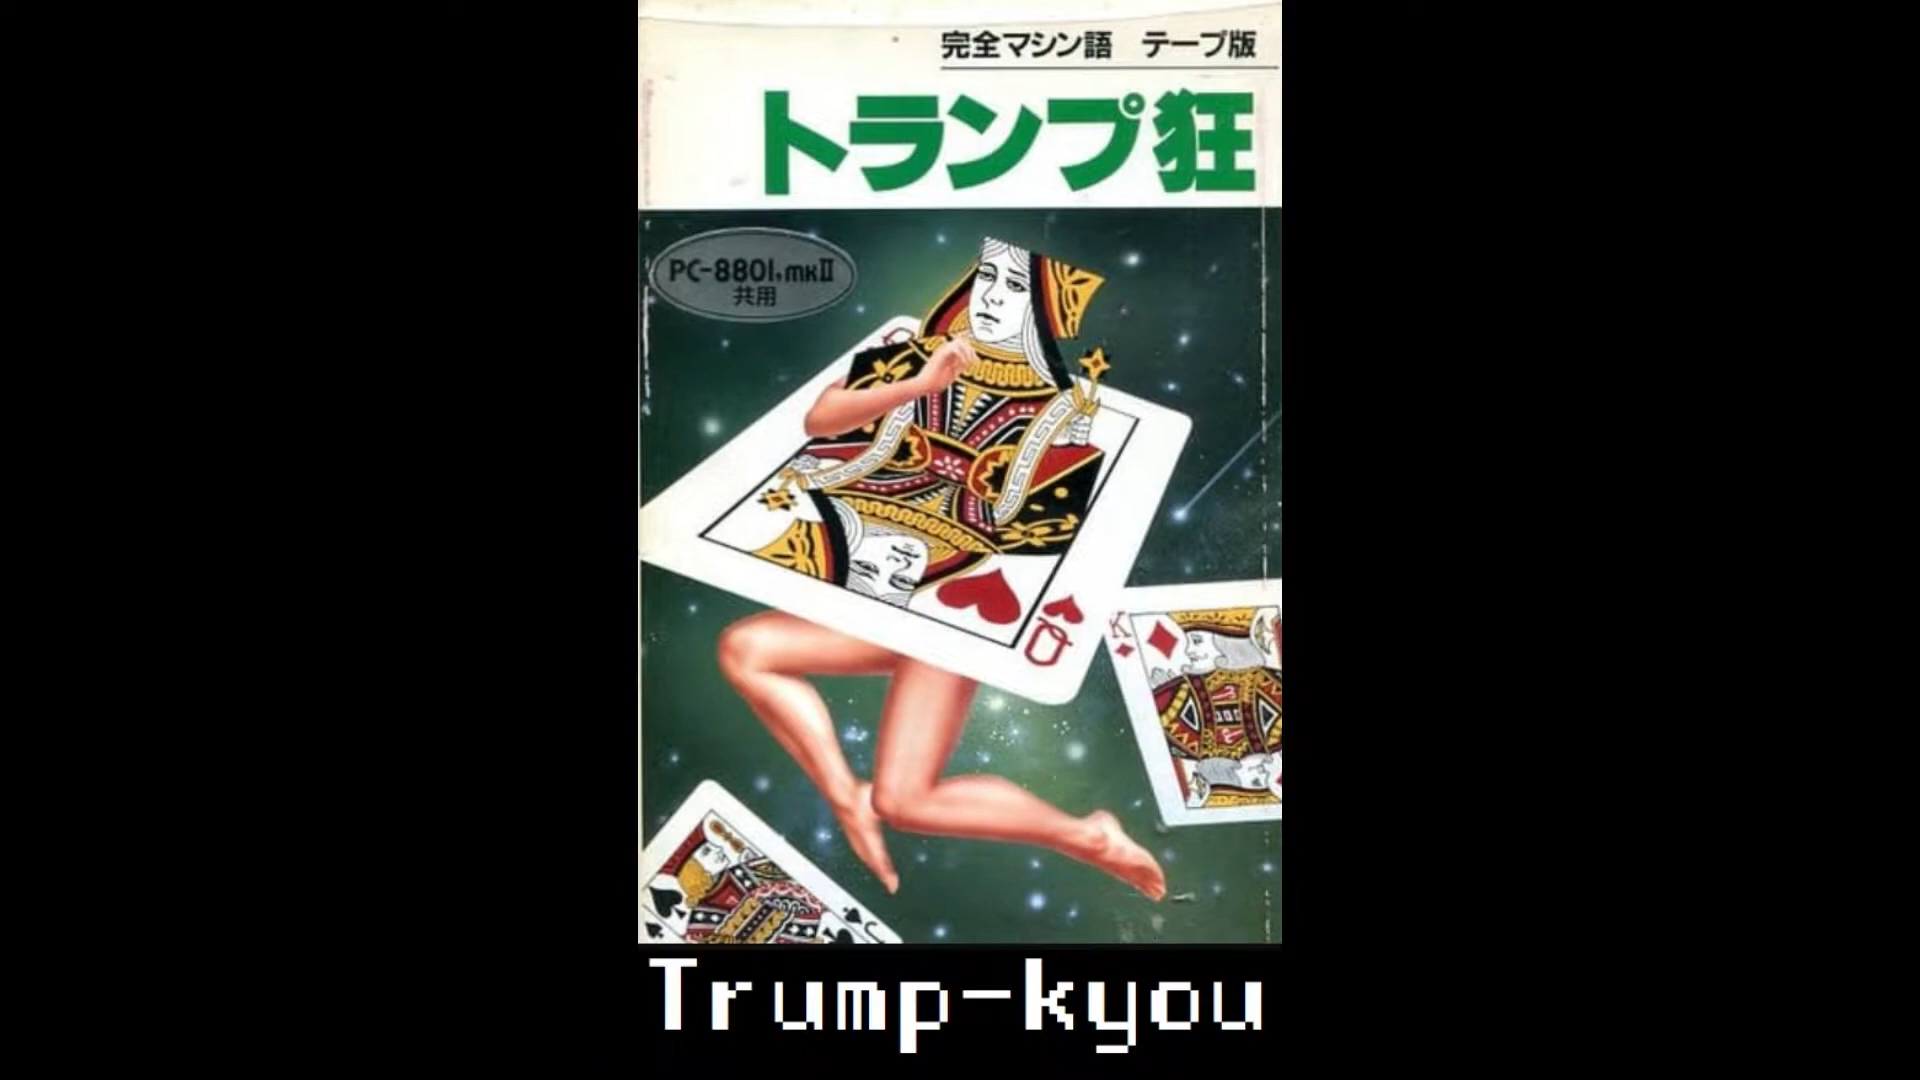 完全マシン語 テープ版
トランプ狂
PC-8801,mkⅡ
共用
Q
Q
K
J
Trump-kyou